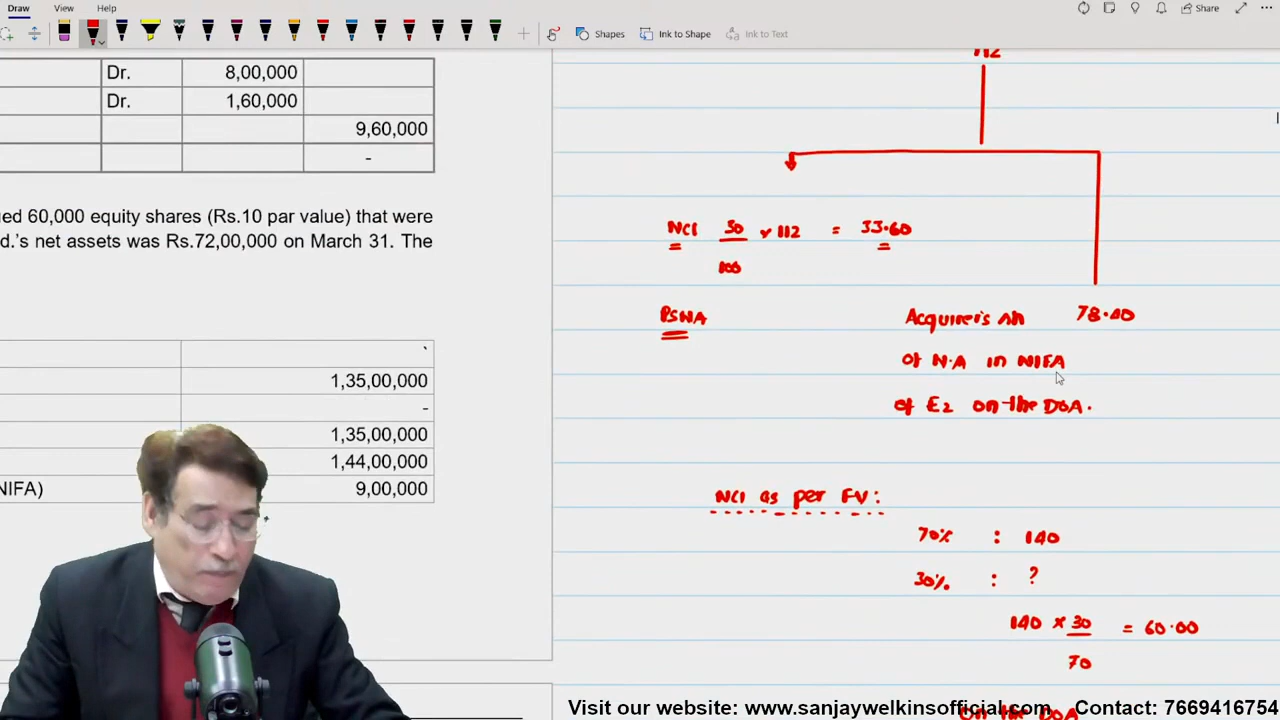 Draw View Help
Share
Shapes Ink to Shape Ink to Text
Dr. 8,00,000
Dr. 1,60,000
9,60,000
-
ed 60,000 equity shares (Rs.10 par value) that were
d.'s net assets was Rs.72,00,000 on March 31. The
`
1,35,00,000
-
1,35,00,000
1,44,00,000
NIFA) 9,00,000
112
NCI 30 × 112 = 33.60
100
PSNA
Acquirer's
78.40
of N.A in NIFA
of E2 on the DOA.
NCI as per FV:
70% : 140
30% : ?
140 × 30 = 60.00
70
On the DOA
Visit our website: www.sanjaywelkinsofficial.com Contact: 7669416754